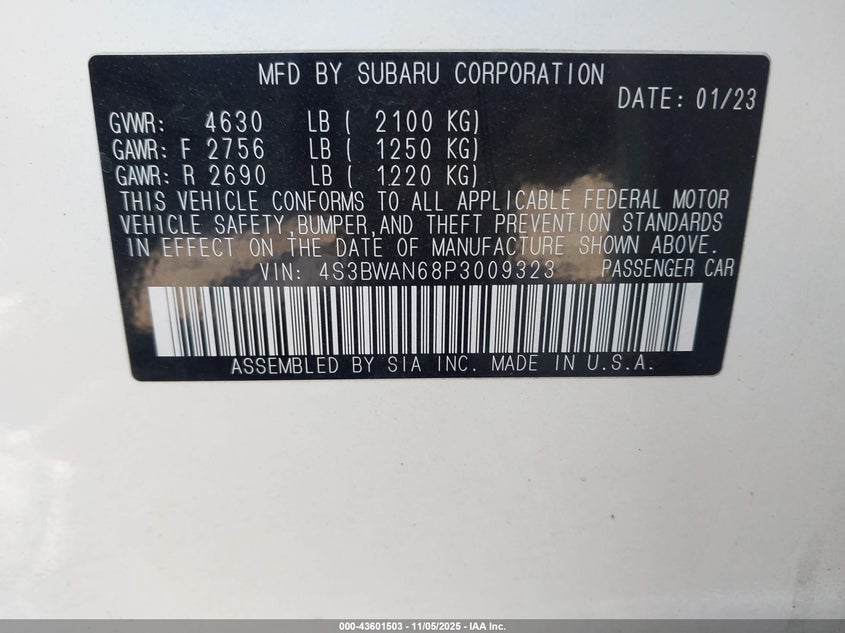 MFD BY SUBARU CORPORATION
DATE: 01/23
GVWR: 4630 LB ( 2100 KG)
GAWR: F 2756 LB ( 1250 KG)
GAWR: R 2690 LB ( 1220 KG)
THIS VEHICLE CONFORMS TO ALL APPLICABLE FEDERAL MOTOR
VEHICLE SAFETY,BUMPER,AND THEFT PREVENTION STANDARDS
IN EFFECT ON THE DATE OF MANUFACTURE SHOWN ABOVE.
VIN: 4S3BWAN68P3009323 PASSENGER CAR
ASSEMBLED BY SIA INC. MADE IN U.S.A.
000-43601503 - 11/05/2025 - IAA Inc.